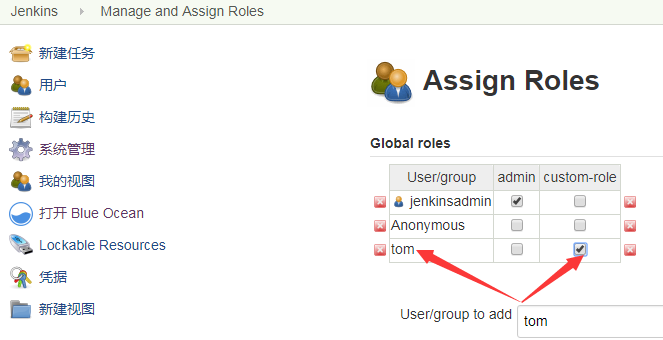 Jenkins Manage and Assign Roles
新建任务
用户
构建历史
系统管理
我的视图
打开 Blue Ocean
Lockable Resources
凭据
新建视图
Assign Roles
Global roles
User/group admin custom-role
jenkinsadmin
Anonymous
tom
User/group to add tom